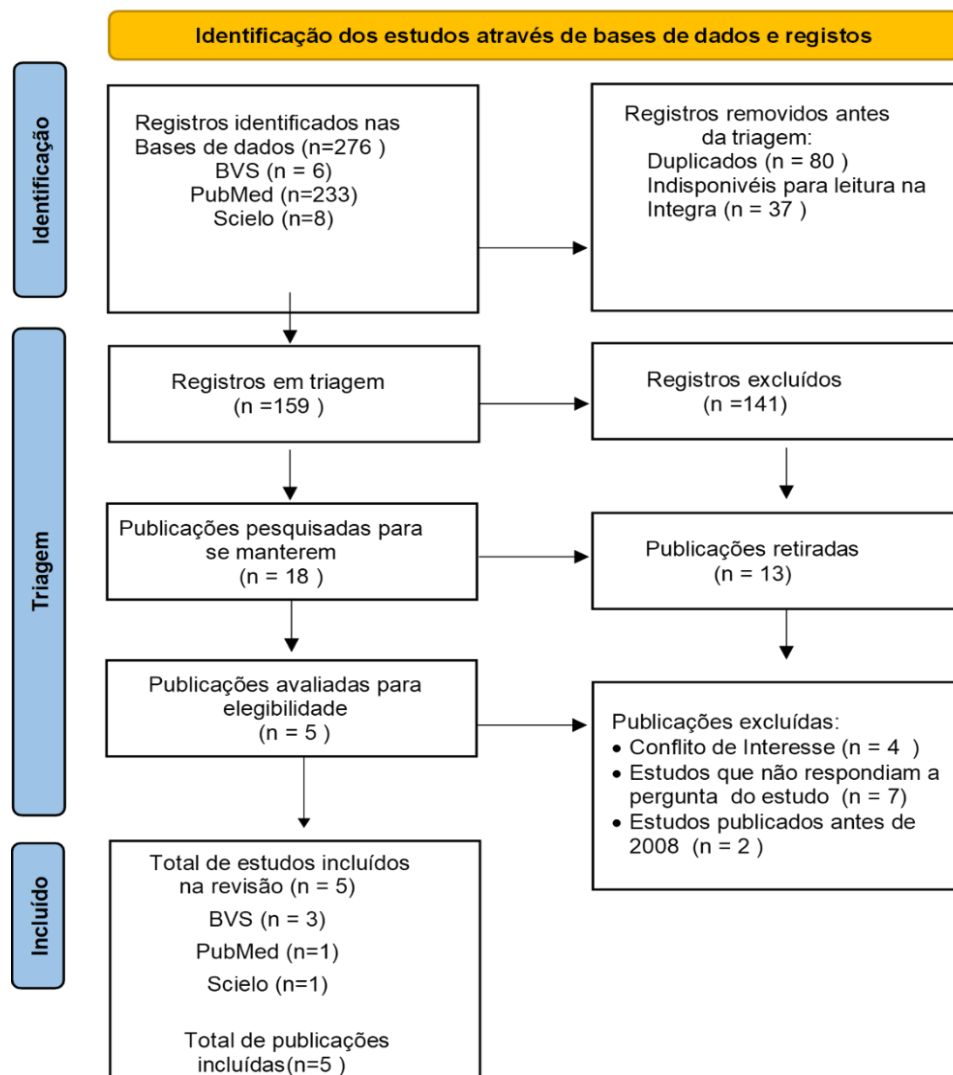 Identificação dos estudos através de bases de dados e registos
Identificação
Registros identificados nas
Bases de dados (n=276 )
BVS (n = 6)
PubMed (n=233)
Scielo (n=8)
Registros removidos antes
da triagem:
Duplicados (n = 80 )
Indisponivéis para leitura na
Integra (n = 37 )
Triagem
Registros em triagem
(n =159 )
Registros excluídos
(n =141)
Publicações pesquisadas para
se manterem
(n = 18 )
Publicações retiradas
(n = 13)
Publicações avaliadas para
elegibilidade
(n = 5 )
Publicações excluídas:
• Conflito de Interesse (n = 4 )
• Estudos que não respondiam a
pergunta do estudo (n = 7)
• Estudos publicados antes de
2008 (n = 2 )
Incluído
Total de estudos incluídos
na revisão (n = 5)
BVS (n = 3)
PubMed (n=1)
Scielo (n=1)
Total de publicações
incluídas(n=5 )